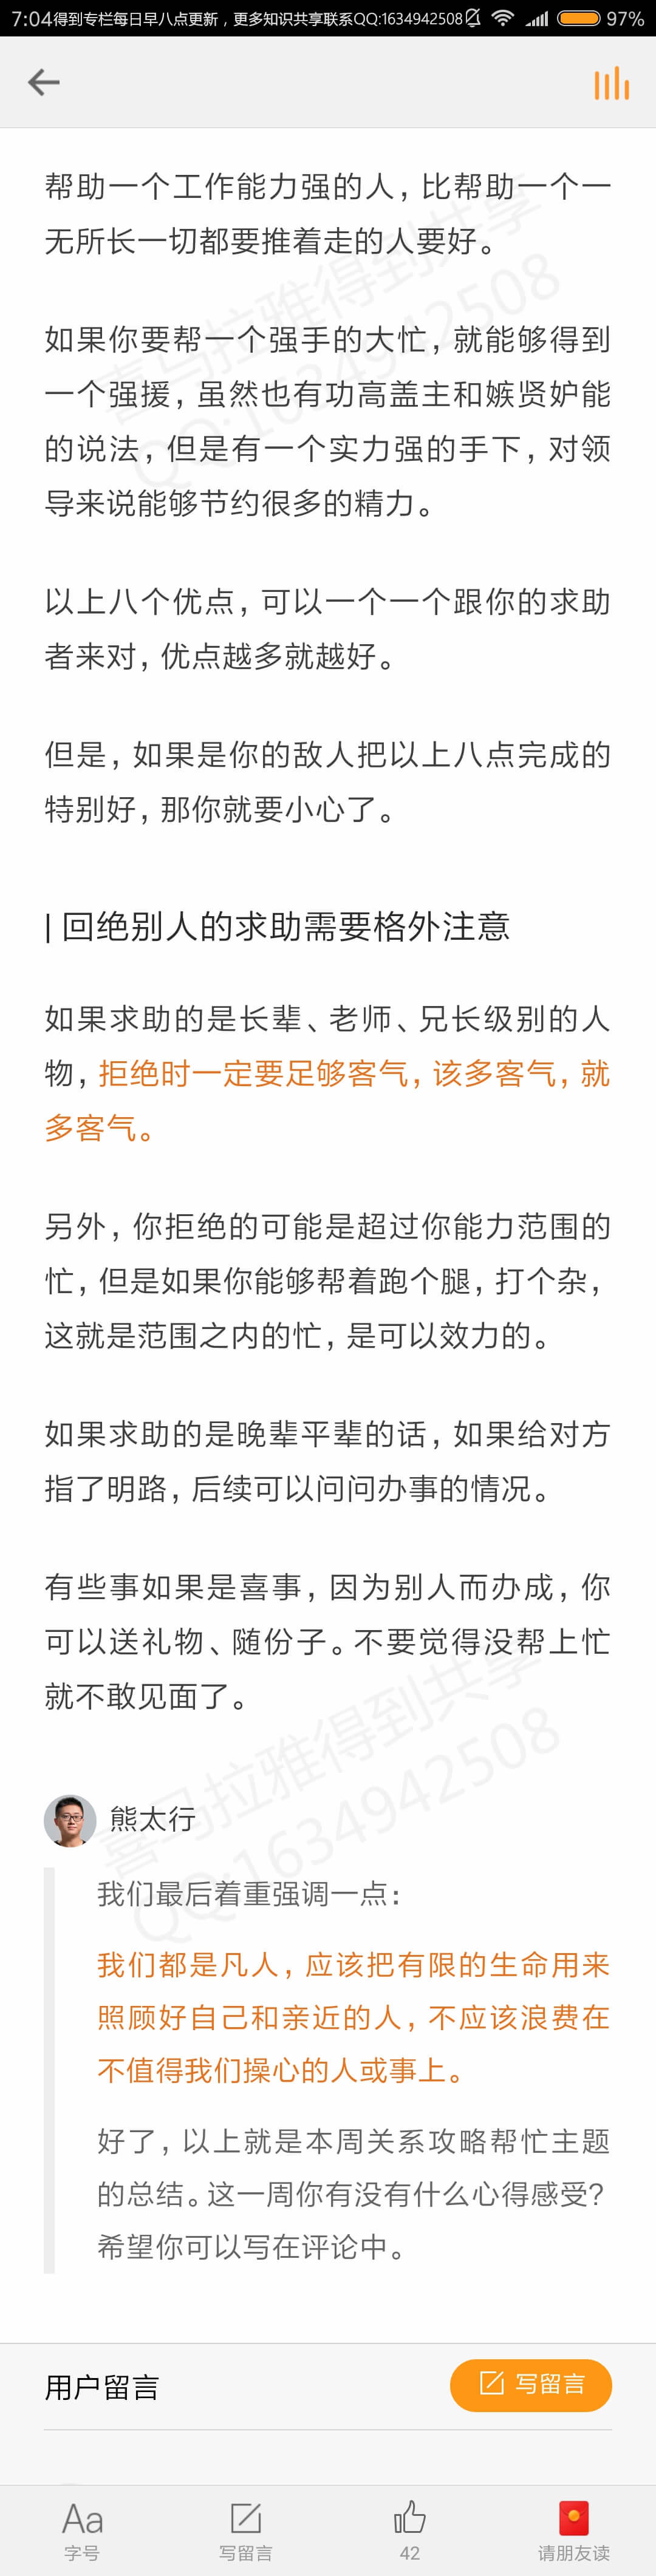 7:04得到专栏每日早八点更新，更多知识共享联系QQ:1634942508 97%
帮助一个工作能力强的人，比帮助一个一
无所长一切都要推着走的人要好。
如果你要帮一个强手的大忙，就能够得到
一个强援，虽然也有功高盖主和嫉贤妒能
的说法，但是有一个实力强的手下，对领
导来说能够节约很多的精力。
以上八个优点，可以一个一个跟你的求助
者来对，优点越多就越好。
但是，如果是你的敌人把以上八点完成的
特别好，那你就要小心了。
| 回绝别人的求助需要格外注意
如果求助的是长辈、老师、兄长级别的人
物，拒绝时一定要足够客气，该多客气，就
多客气。
另外，你拒绝的可能是超过你能力范围的
忙，但是如果你能够帮着跑个腿，打个杂，
这就是范围之内的忙，是可以效力的。
如果求助的是晚辈平辈的话，如果给对方
指了明路，后续可以问问办事的情况。
有些事如果是喜事，因为别人而办成，你
可以送礼物、随份子。不要觉得没帮上忙
就不敢见面了。
喜马拉雅得到共享
QQ:1634942508
喜马拉雅得到共享
QQ:1634942508
熊太行
我们最后着重强调一点：
我们都是凡人，应该把有限的生命用来
照顾好自己和亲近的人，不应该浪费在
不值得我们操心的人或事上。
好了，以上就是本周关系攻略帮忙主题
的总结。这一周你有没有什么心得感受？
希望你可以写在评论中。
用户留言
写留言
Aa
字号
写留言
42
请朋友读